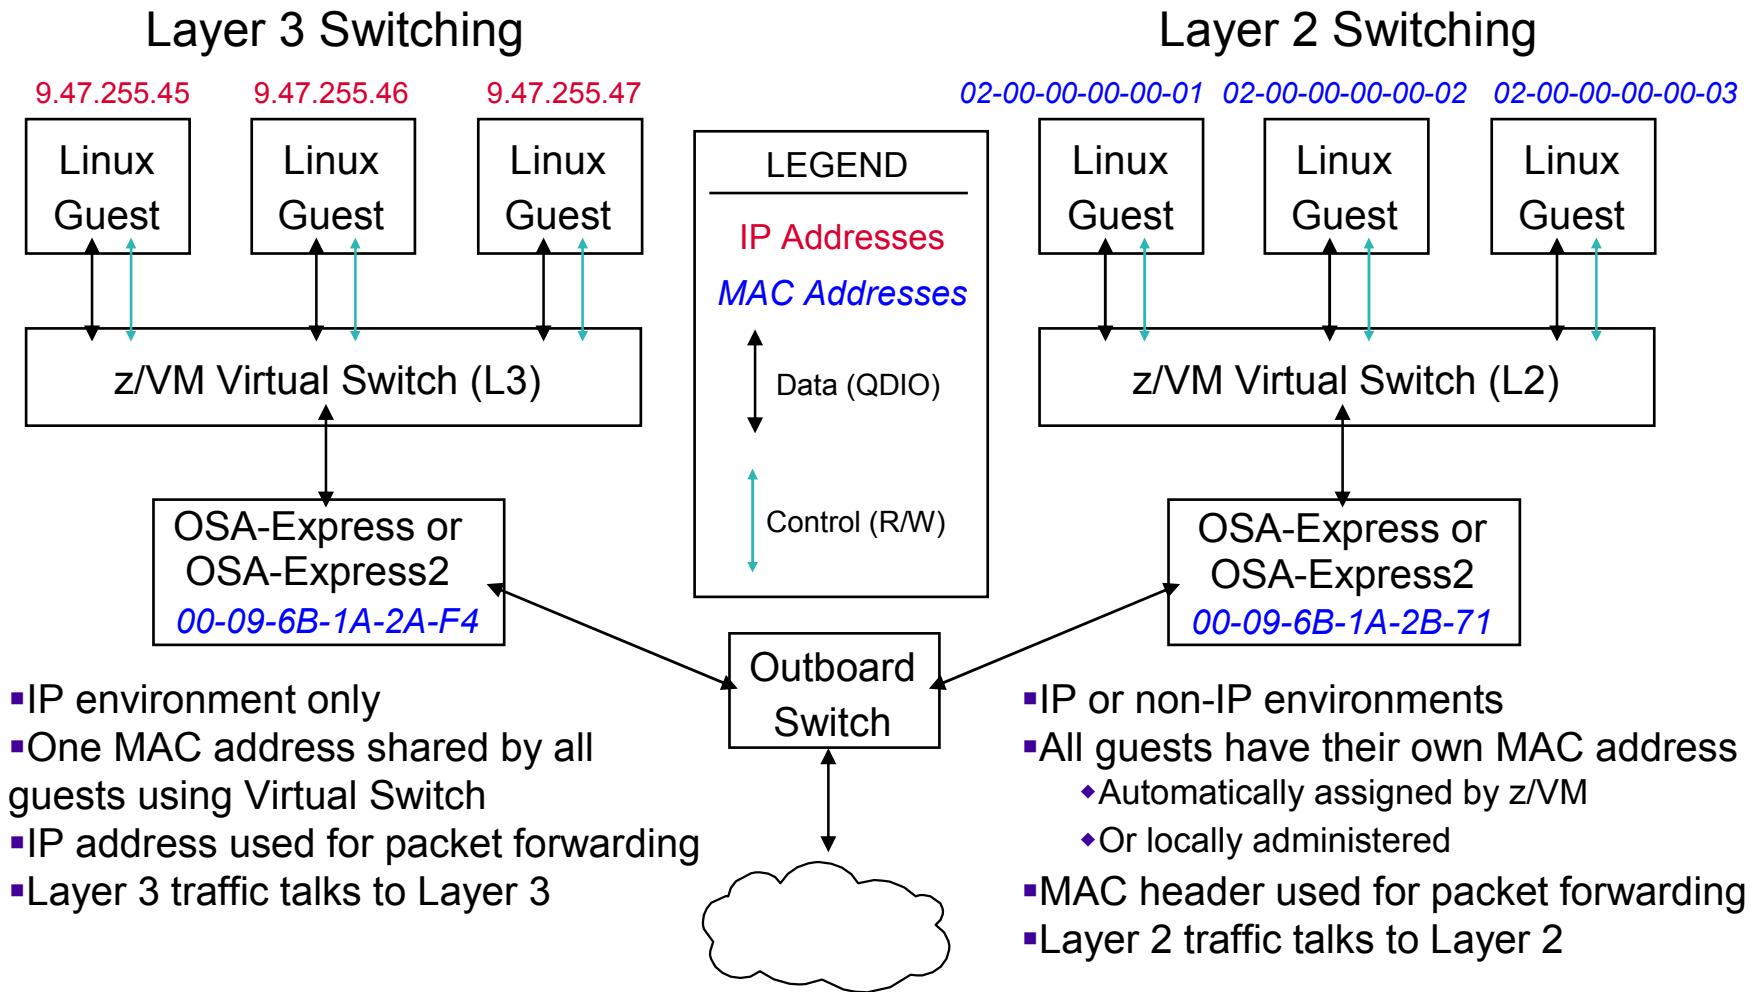 Layer 3 Switching
9.47.255.45 9.47.255.46 9.47.255.47
Linux Guest
Linux Guest
Linux Guest
z/VM Virtual Switch (L3)
OSA-Express or
OSA-Express2
00-09-6B-1A-2A-F4
▪IP environment only
▪One MAC address shared by all
guests using Virtual Switch
▪IP address used for packet forwarding
▪Layer 3 traffic talks to Layer 3
LEGEND
IP Addresses
MAC Addresses
Data (QDIO)
Control (R/W)
Outboard
Switch
Layer 2 Switching
02-00-00-00-00-01 02-00-00-00-00-02 02-00-00-00-00-03
Linux Guest
Linux Guest
Linux Guest
z/VM Virtual Switch (L2)
OSA-Express or
OSA-Express2
00-09-6B-1A-2B-71
▪IP or non-IP environments
▪All guests have their own MAC address
◆Automatically assigned by z/VM
◆Or locally administered
▪MAC header used for packet forwarding
▪Layer 2 traffic talks to Layer 2